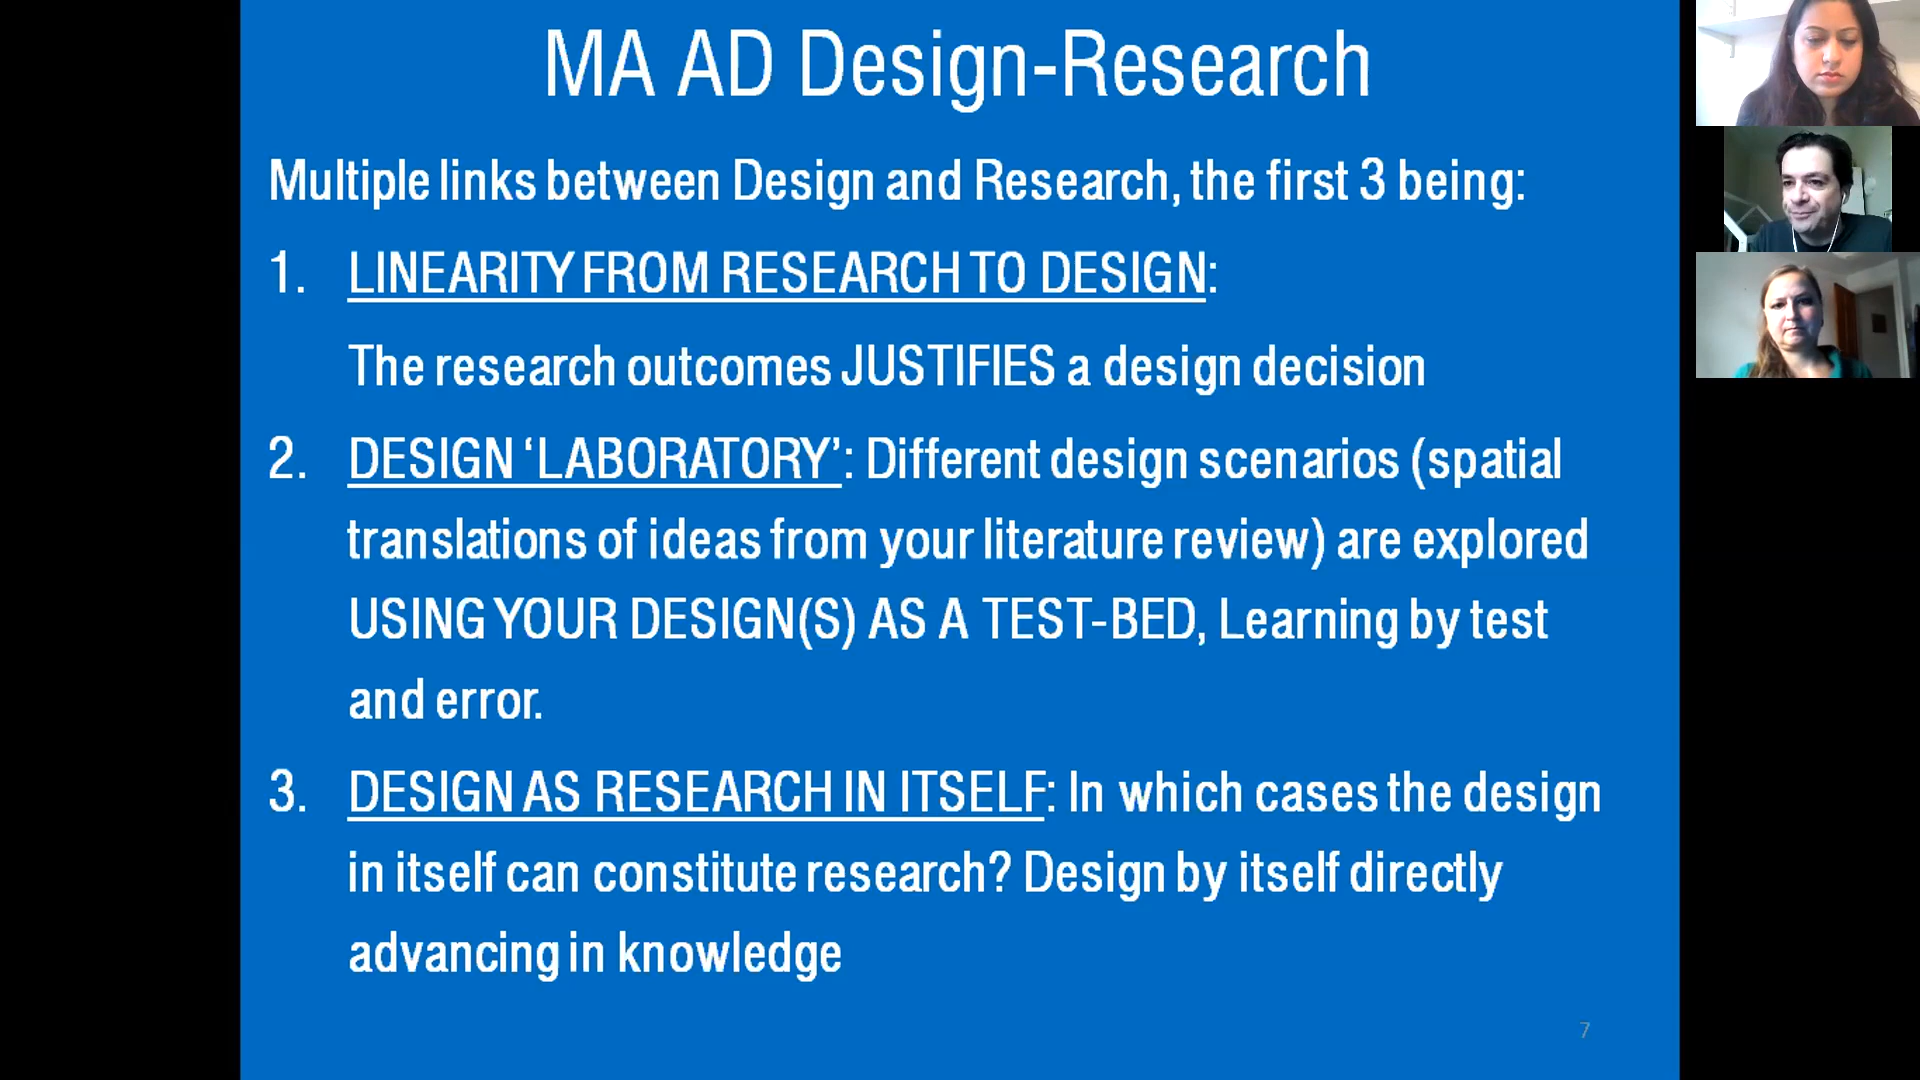 MA AD Design-Research
Multiple links between Design and Research, the first 3 being:
1. LINEARITY FROM RESEARCH TO DESIGN:
The research outcomes JUSTIFIES a design decision
2. DESIGN ‘LABORATORY’: Different design scenarios (spatial
translations of ideas from your literature review) are explored
USING YOUR DESIGN(S) AS A TEST-BED, Learning by test
and error.
3. DESIGN AS RESEARCH IN ITSELF: In which cases the design
in itself can constitute research? Design by itself directly
advancing in knowledge
7